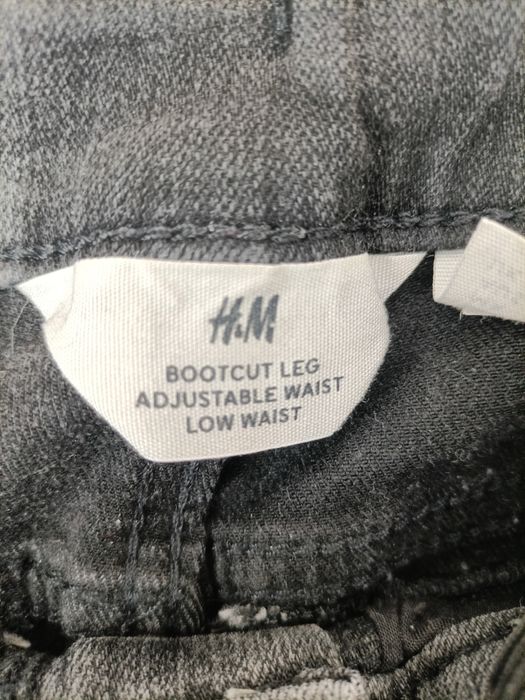 H&M
BOOTCUT LEG
ADJUSTABLE WAIST
LOW WAIST